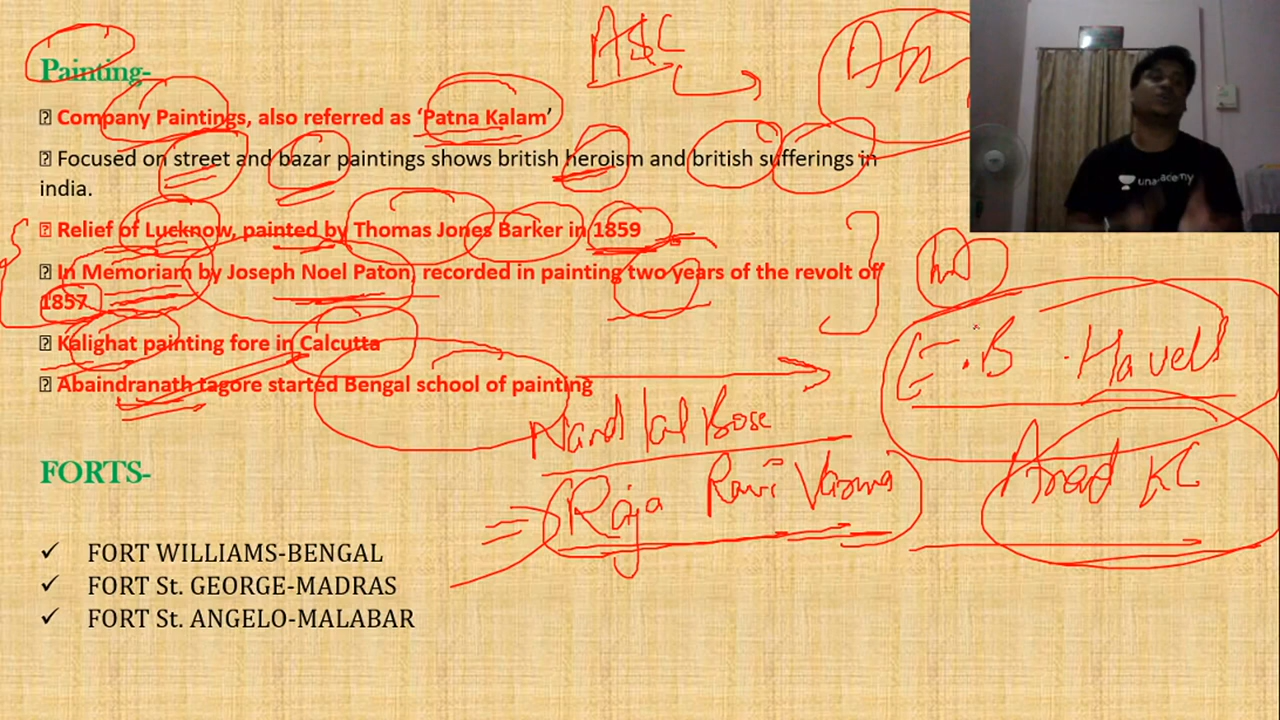 Painting-
Company Paintings, also referred as ‘Patna Kalam’
Focused on street and bazar paintings shows british heroism and british sufferings in
india.
Relief of Lucknow, painted by Thomas Jones Barker in 1859
In Memoriam by Joseph Noel Paton, recorded in painting two years of the revolt of
1857
Kalighat painting fore in Calcutta
Abaindranath tagore started Bengal school of painting
E.B Havell
Nand lal Bose
Raja Ravi Varma
FORTS-
✓ FORT WILLIAMS-BENGAL
✓ FORT St. GEORGE-MADRAS
✓ FORT St. ANGELO-MALABAR
unacademy